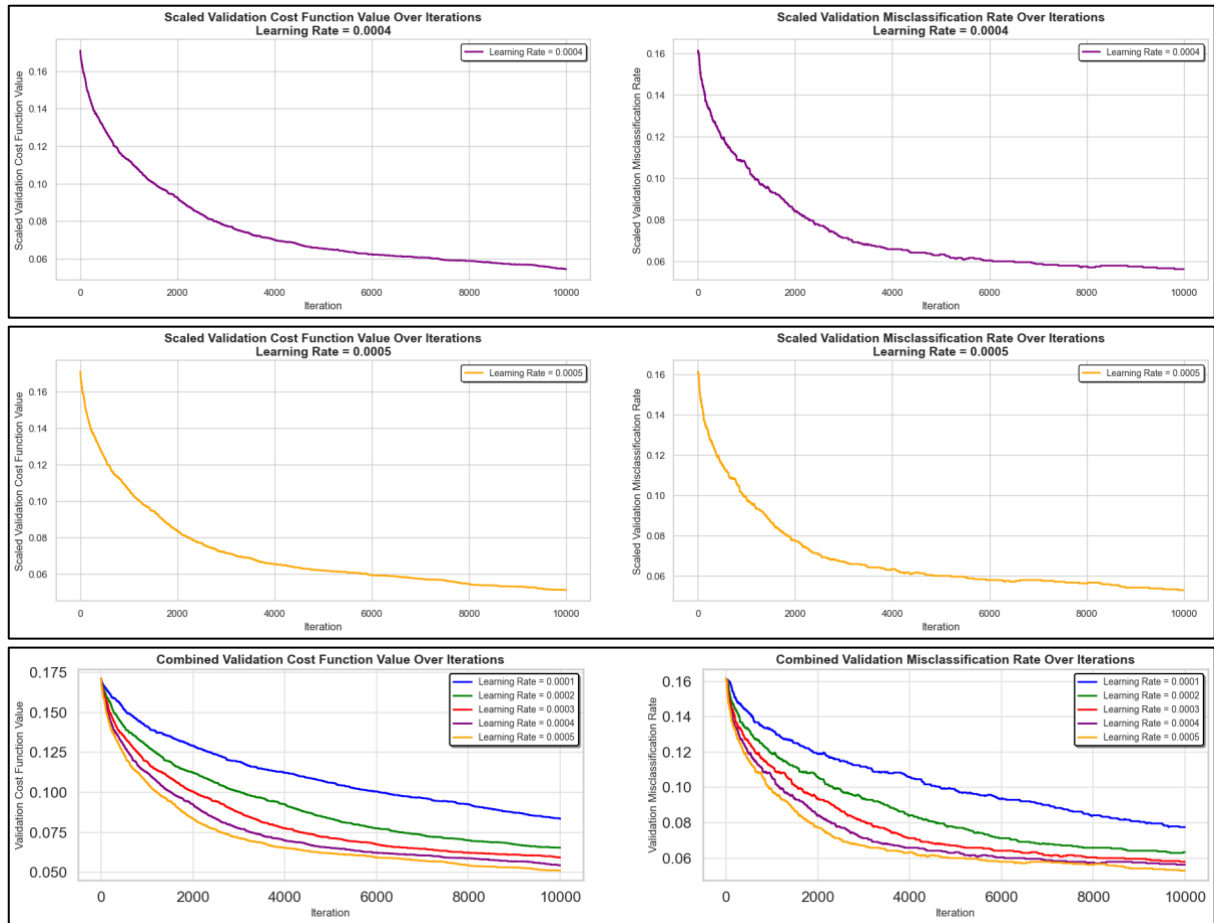 Scaled Validation Cost Function Value Over Iterations
Learning Rate = 0.0004
Learning Rate = 0.0004
Scaled Validation Cost Function Value
0.16
0.14
0.12
0.10
0.08
0.06
0 2000 4000 6000 8000 10000
Iteration
Scaled Validation Misclassification Rate Over Iterations
Learning Rate = 0.0004
Learning Rate = 0.0004
Scaled Validation Misclassification Rate
0.16
0.14
0.12
0.10
0.08
0.06
0 2000 4000 6000 8000 10000
Iteration
Scaled Validation Cost Function Value Over Iterations
Learning Rate = 0.0005
Learning Rate = 0.0005
Scaled Validation Cost Function Value
0.16
0.14
0.12
0.10
0.08
0.06
0 2000 4000 6000 8000 10000
Iteration
Scaled Validation Misclassification Rate Over Iterations
Learning Rate = 0.0005
Learning Rate = 0.0005
Scaled Validation Misclassification Rate
0.16
0.14
0.12
0.10
0.08
0.06
0 2000 4000 6000 8000 10000
Iteration
Combined Validation Cost Function Value Over Iterations
Learning Rate = 0.0001
Learning Rate = 0.0002
Learning Rate = 0.0003
Learning Rate = 0.0004
Learning Rate = 0.0005
Validation Cost Function Value
0.175
0.150
0.125
0.100
0.075
0.050
0 2000 4000 6000 8000 10000
Iteration
Combined Validation Misclassification Rate Over Iterations
Learning Rate = 0.0001
Learning Rate = 0.0002
Learning Rate = 0.0003
Learning Rate = 0.0004
Learning Rate = 0.0005
Validation Misclassification Rate
0.16
0.14
0.12
0.10
0.08
0.06
0 2000 4000 6000 8000 10000
Iteration